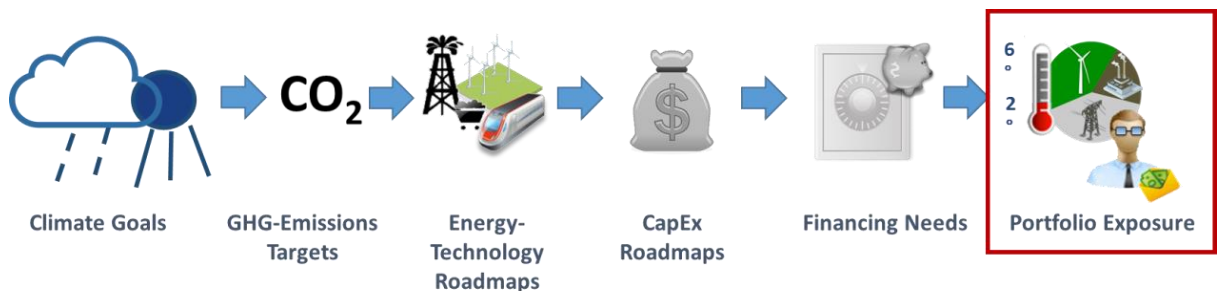 CO₂
$
6
°
2
°
Climate Goals
GHG-Emissions
Targets
Energy-
Technology
Roadmaps
CapEx
Roadmaps
Financing Needs
Portfolio Exposure